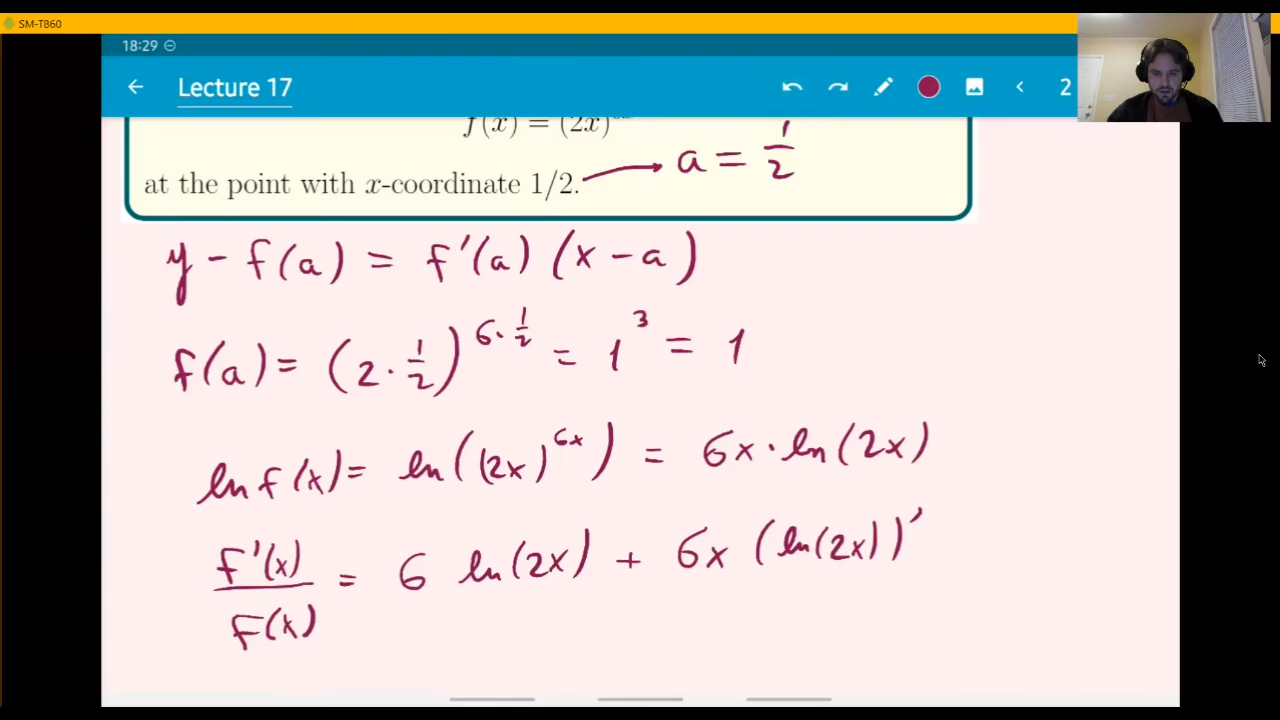 SM-T860
18:29
Lecture 17
2
f(x) = (2x)
at the point with x-coordinate 1/2. → a = 1/2
y - f(a) = f'(a) (x - a)
f(a) = (2 · 1/2)^{6 · 1/2} = 1^3 = 1
ln f(x) = ln((2x)^{6x}) = 6x · ln(2x)
f'(x)/f(x) = 6 ln(2x) + 6x (ln(2x))'